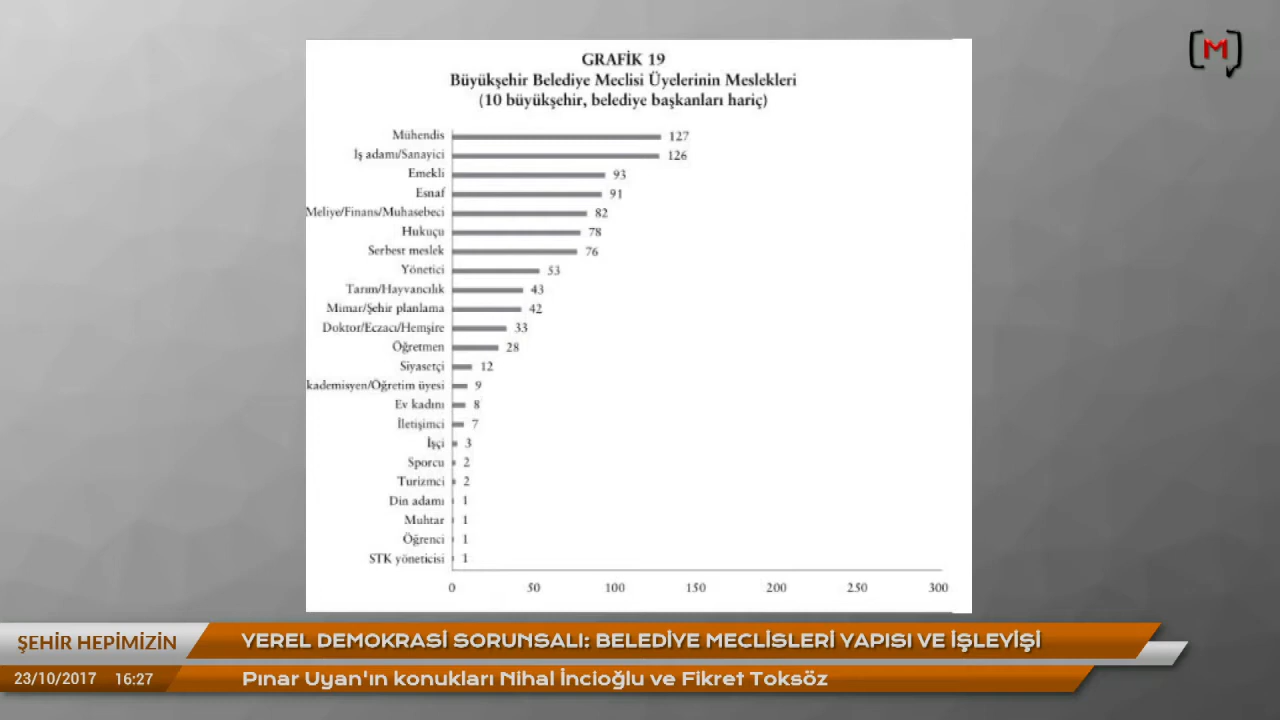 GRAFİK 19
Büyükşehir Belediye Meclisi Üyelerinin Meslekleri
(10 büyükşehir, belediye başkanları hariç)
Mühendis 127
İş adamı/Sanayici 126
Emekli 93
Esnaf 91
Meliye/Finans/Muhasebeci 82
Hukuçu 78
Serbest meslek 76
Yönetici 53
Tarım/Hayvancılık 43
Mimar/Şehir planlama 42
Doktor/Eczacı/Hemşire 33
Öğretmen 28
Siyasetçi 12
kademisyen/Öğretim üyesi 9
Ev kadını 8
İletişimci 7
İşçi 3
Sporcu 2
Turizmci 2
Din adamı 1
Muhtar 1
Öğrenci 1
STK yöneticisi 1
0 50 100 150 200 250 300
M
ŞEHİR HEPİMİZİN
YEREL DEMOKRASİ SORUNSALI: BELEDİYE MECLİSLERİ YAPISI VE İŞLEYİŞİ
23/10/2017 16:27
Pınar Uyan'ın konukları Nihal İncioğlu ve Fikret Toksöz